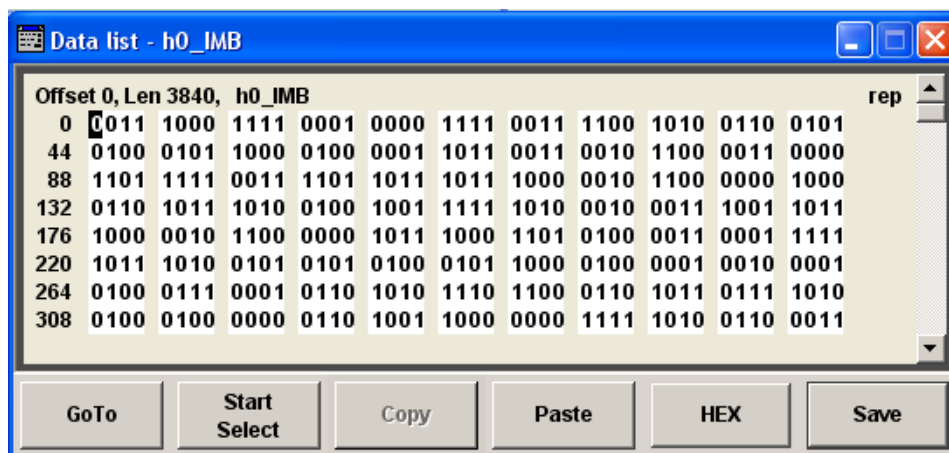 Data list - h0_IMB
Offset 0, Len 3840, h0_IMB rep
0 0011 1000 1111 0001 0000 1111 0011 1100 1010 0110 0101
44 0100 0101 1000 0100 0001 1011 0011 0010 1100 0011 0000
88 1101 1111 0011 1101 1011 1011 1000 0010 1100 0000 1000
132 0110 1011 1010 0100 1001 1111 1010 0010 0011 1001 1011
176 1000 0010 1100 0000 1011 1000 1101 0100 0011 0001 1111
220 1011 1010 0101 0101 0100 0101 1000 0100 0001 0010 0001
264 0100 0111 0001 0110 1010 1110 1100 0110 1011 0111 1010
308 0100 0100 0000 0110 1001 1000 0000 1111 1010 0110 0011
GoTo Start Select Copy Paste HEX Save